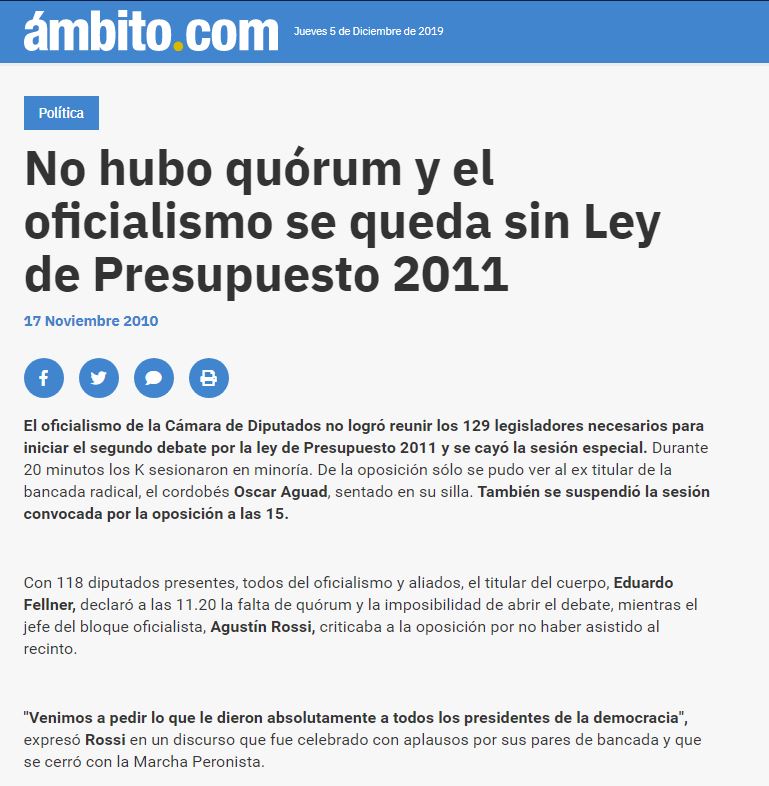 ámbito.com
Jueves 5 de Diciembre de 2019
Política
No hubo quórum y el
oficialismo se queda sin Ley
de Presupuesto 2011
17 Noviembre 2010
El oficialismo de la Cámara de Diputados no logró reunir los 129 legisladores necesarios para
iniciar el segundo debate por la ley de Presupuesto 2011 y se cayó la sesión especial. Durante
20 minutos los K sesionaron en minoría. De la oposición sólo se pudo ver al ex titular de la
bancada radical, el cordobés Oscar Aguad, sentado en su silla. También se suspendió la sesión
convocada por la oposición a las 15.
Con 118 diputados presentes, todos del oficialismo y aliados, el titular del cuerpo, Eduardo
Fellner, declaró a las 11.20 la falta de quórum y la imposibilidad de abrir el debate, mientras el
jefe del bloque oficialista, Agustín Rossi, criticaba a la oposición por no haber asistido al
recinto.
"Venimos a pedir lo que le dieron absolutamente a todos los presidentes de la democracia",
expresó Rossi en un discurso que fue celebrado con aplausos por sus pares de bancada y que
se cerró con la Marcha Peronista.